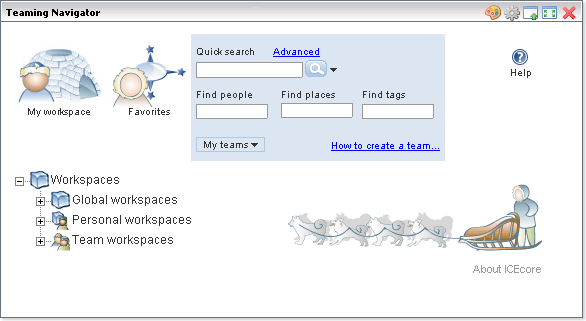 Teaming Navigator
Quick search Advanced
Help
My workspace Favorites
Find people Find places Find tags
My teams How to create a team...
Workspaces
Global workspaces
Personal workspaces
Team workspaces
About ICEcore